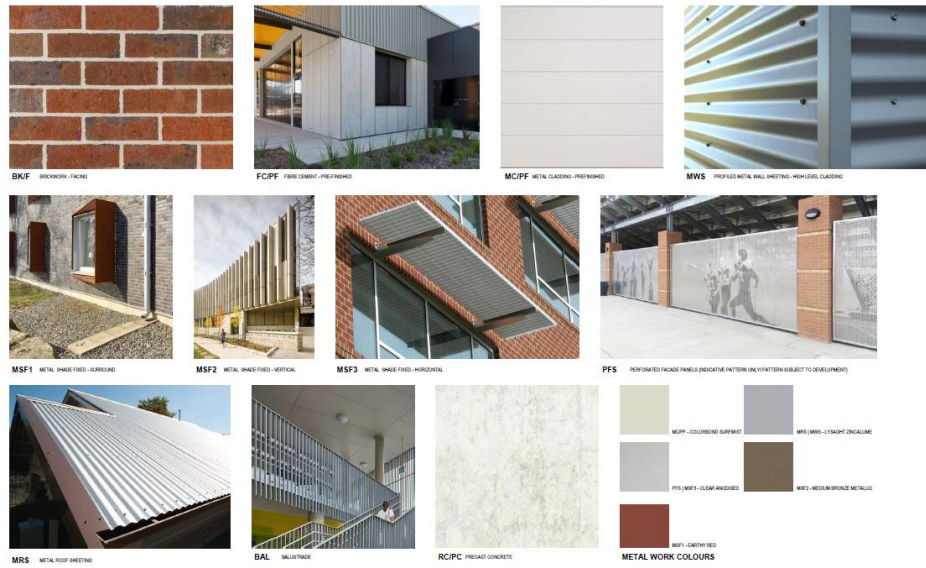 BK/F BRICKWORK - FACING
FC/PF FIBRE CEMENT - PRE-FINISHED
MC/PF METAL CLADDING - PREFINISHED
MWS PROFILED METAL WALL SHEETING - HIGH LEVEL CLADDING
MSF1 METAL SHADE FIXED - SURROUND
MSF2 METAL SHADE FIXED - VERTICAL
MSF3 METAL SHADE FIXED - HORIZONTAL
PFS PERFORATED FACADE PANELS (INDICATIVE PATTERN ONLY/PATTERN SUBJECT TO DEVELOPMENT)
MC/PF - COLORBOND SURFMIST
MRS | MWS - LYSAGHT ZINCALUME
PFS | MSF3 - CLEAR ANODISED
MSF2 - MEDIUM BRONZE METALLIC
MSF1 - EARTHY RED
MRS METAL ROOF SHEETING
BAL BALUSTRADE
RC/PC PRECAST CONCRETE
METAL WORK COLOURS